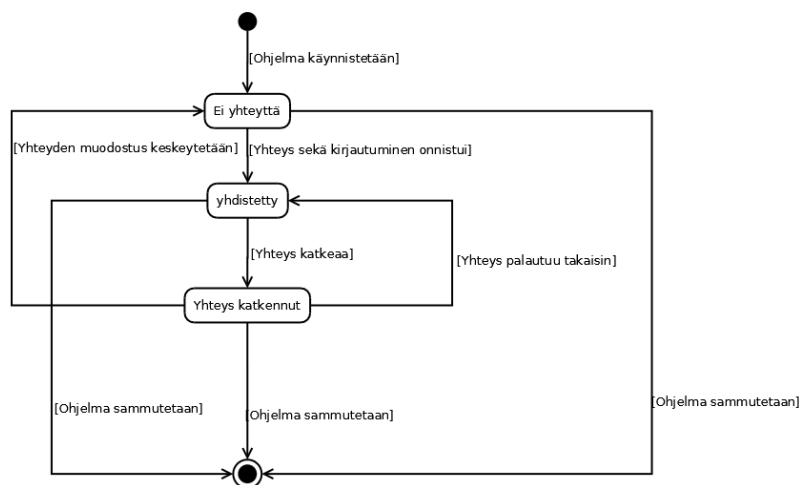 [Ohjelma käynnistetään]
Ei yhteyttä
[Yhteyden muodostus keskeytetään]
[Yhteys sekä kirjautuminen onnistui]
yhdistetty
[Yhteys katkeaa]
[Yhteys palautuu takaisin]
Yhteys katkennut
[Ohjelma sammutetaan]
[Ohjelma sammutetaan]
[Ohjelma sammutetaan]